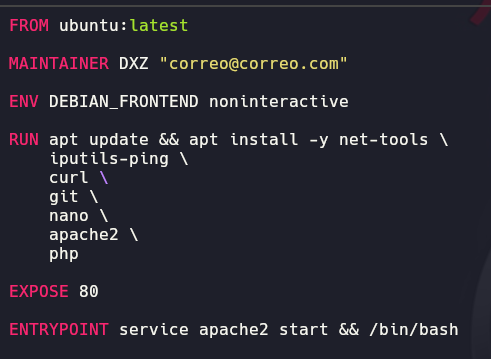 FROM ubuntu:latest
MAINTAINER DXZ "correo@correo.com"
ENV DEBIAN_FRONTEND noninteractive
RUN apt update && apt install -y net-tools \
    iputils-ping \
    curl \
    git \
    nano \
    apache2 \
    php
EXPOSE 80
ENTRYPOINT service apache2 start && /bin/bash